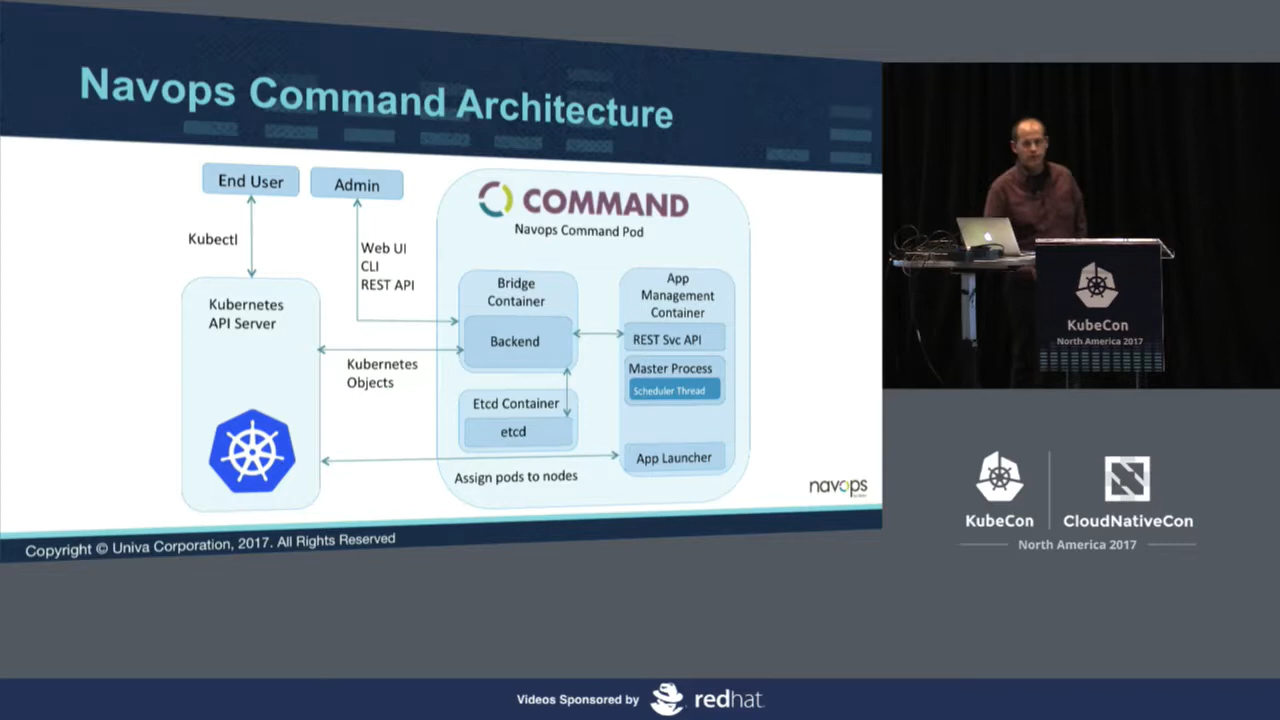 Navops Command Architecture
End User
Admin
Kubectl
Web UI
CLI
REST API
Kubernetes
API Server
Kubernetes
Objects
COMMAND
Navops Command Pod
Bridge
Container
Backend
Etcd Container
etcd
App
Management
Container
REST Svc API
Master Process
Scheduler Thread
App Launcher
Assign pods to nodes
navops
Copyright © Univa Corporation, 2017. All Rights Reserved
KubeCon
North America 2017
KubeCon
CloudNativeCon
North America 2017
Videos Sponsored by
redhat.